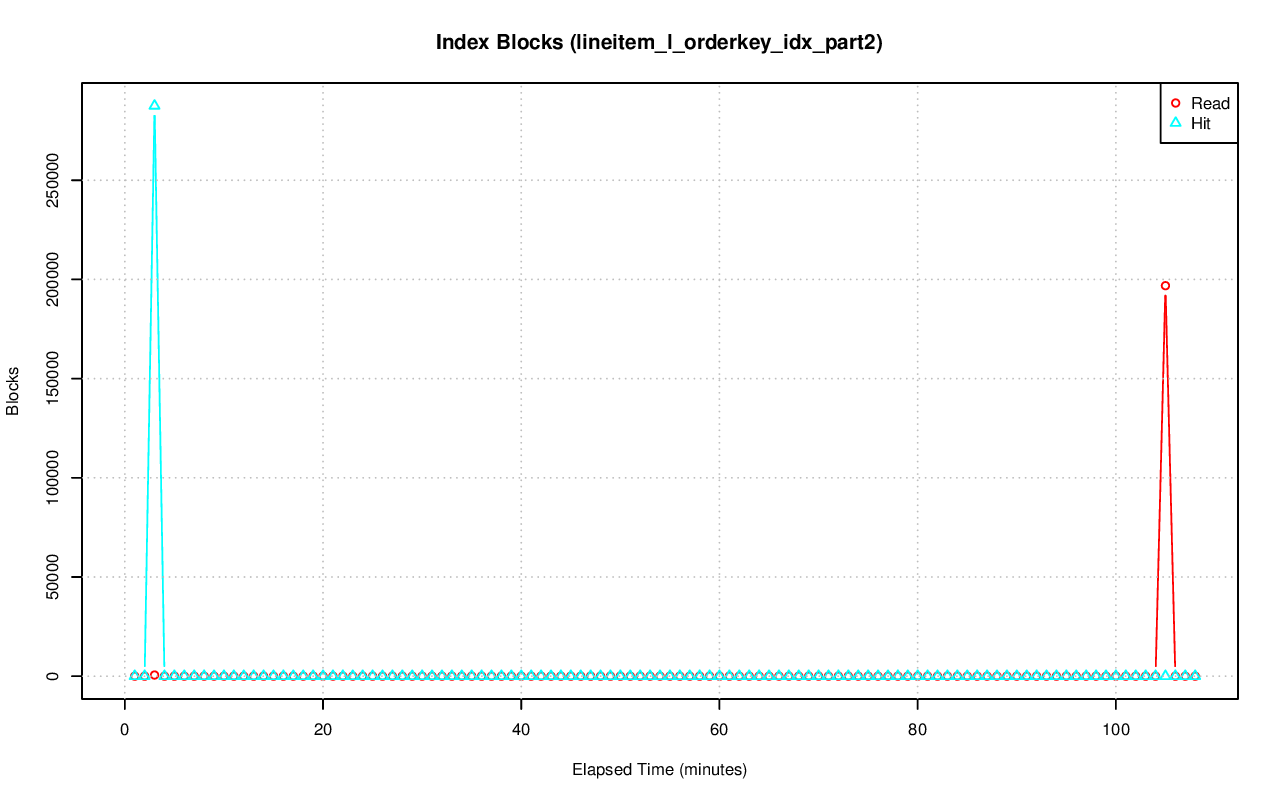 Index Blocks (lineitem_l_orderkey_idx_part2)
Read
Hit
250000
200000
150000
100000
50000
0
Blocks
0 20 40 60 80 100
Elapsed Time (minutes)